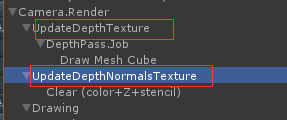 Camera.Render
UpdateDepthTexture
DepthPass.Job
Draw Mesh Cube
UpdateDepthNormalsTexture
Clear (color+Z+stencil)
Drawing